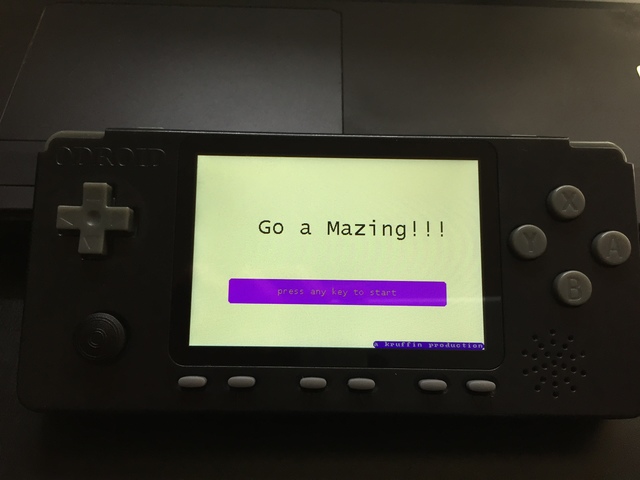 ODROID
Go a Mazing!!!
press any key to start
a kruffin production
X
Y
A
B